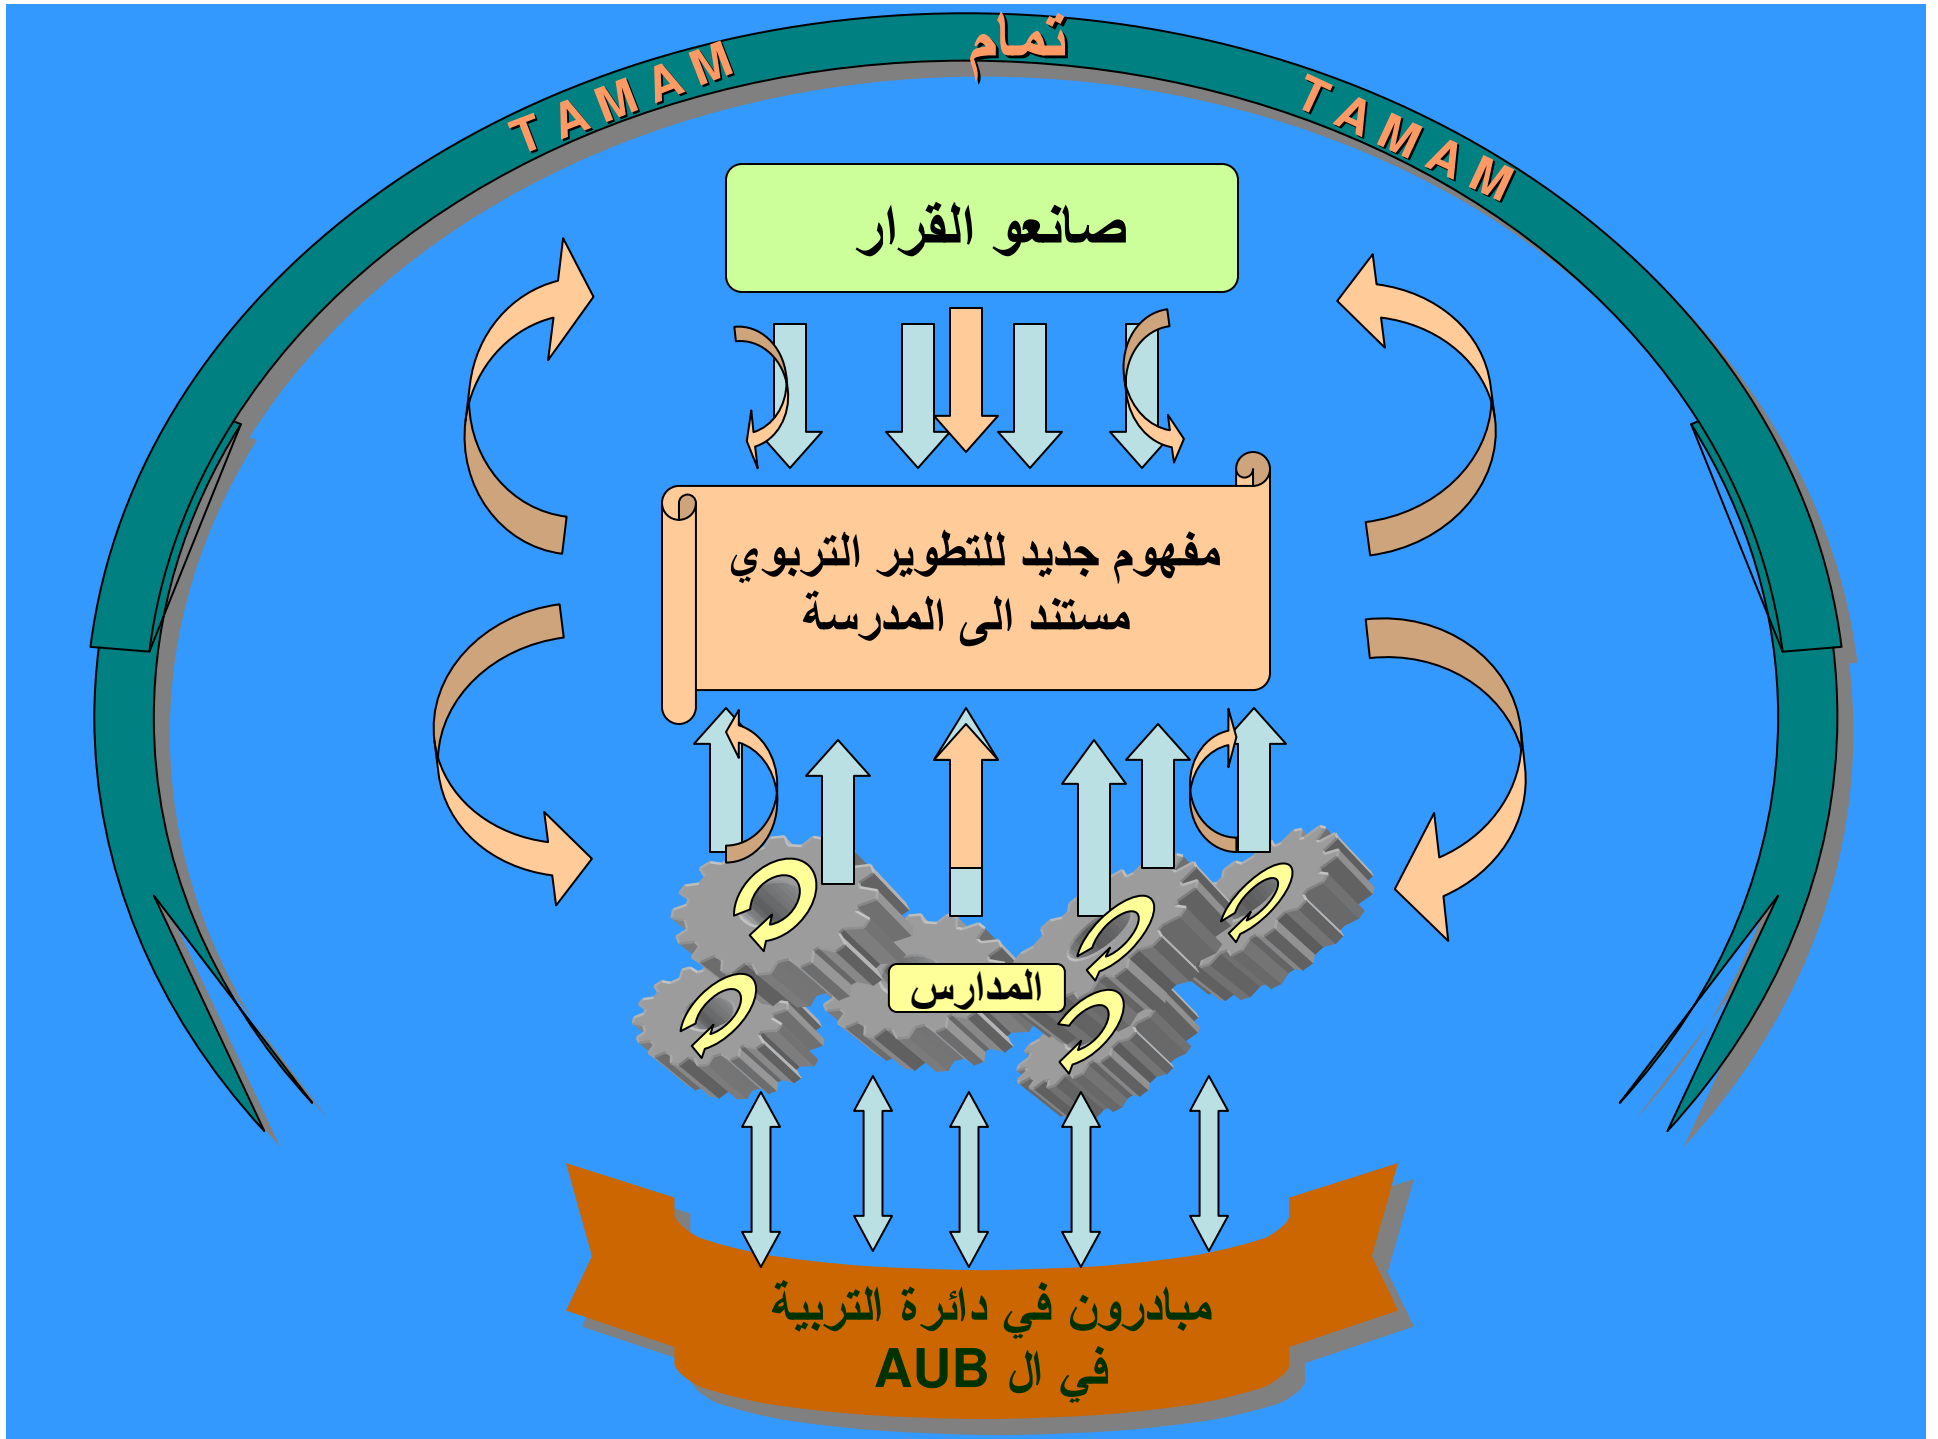 تمام
TAMAM
TAMAM
صانعو القرار
مفهوم جديد للتطوير التربوي
مستند الى المدرسة
المدارس
مبادرون في دائرة التربية
في ال AUB